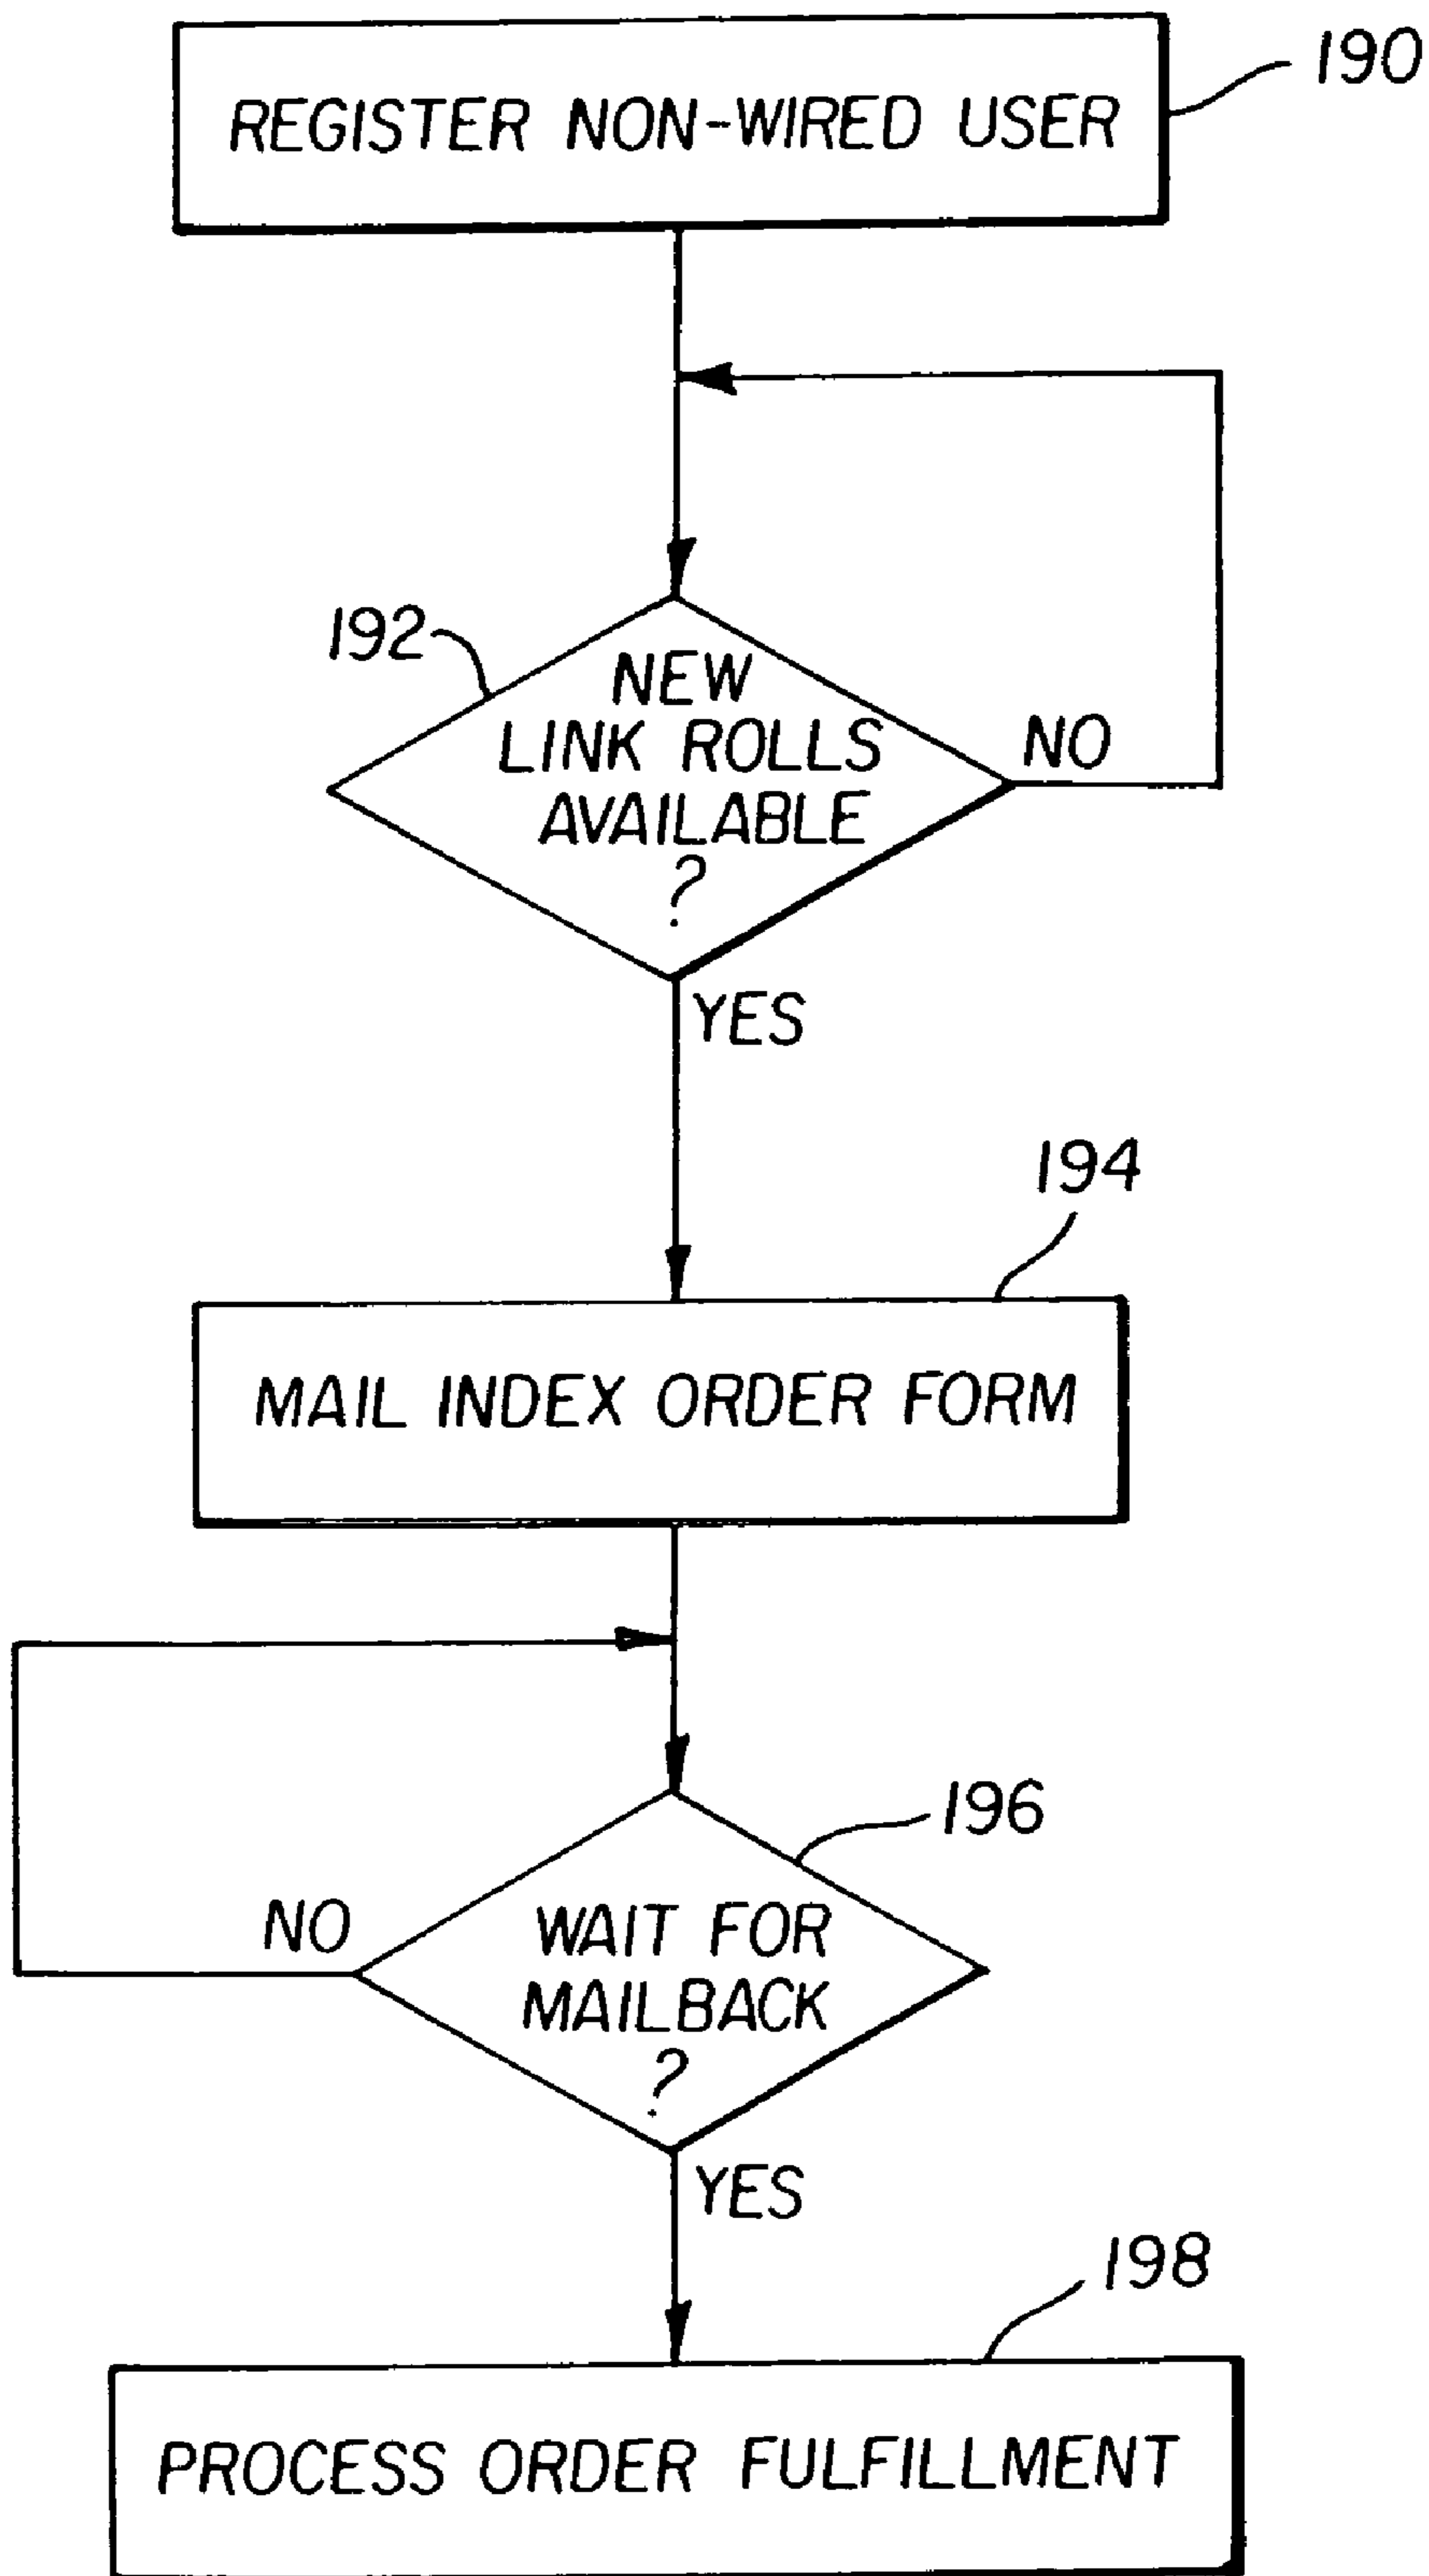 190
REGISTER NON-WIRED USER
192
NEW
LINK ROLLS
AVAILABLE
?
NO
YES
194
MAIL INDEX ORDER FORM
196
NO
WAIT FOR
MAILBACK
?
YES
198
PROCESS ORDER FULFILLMENT